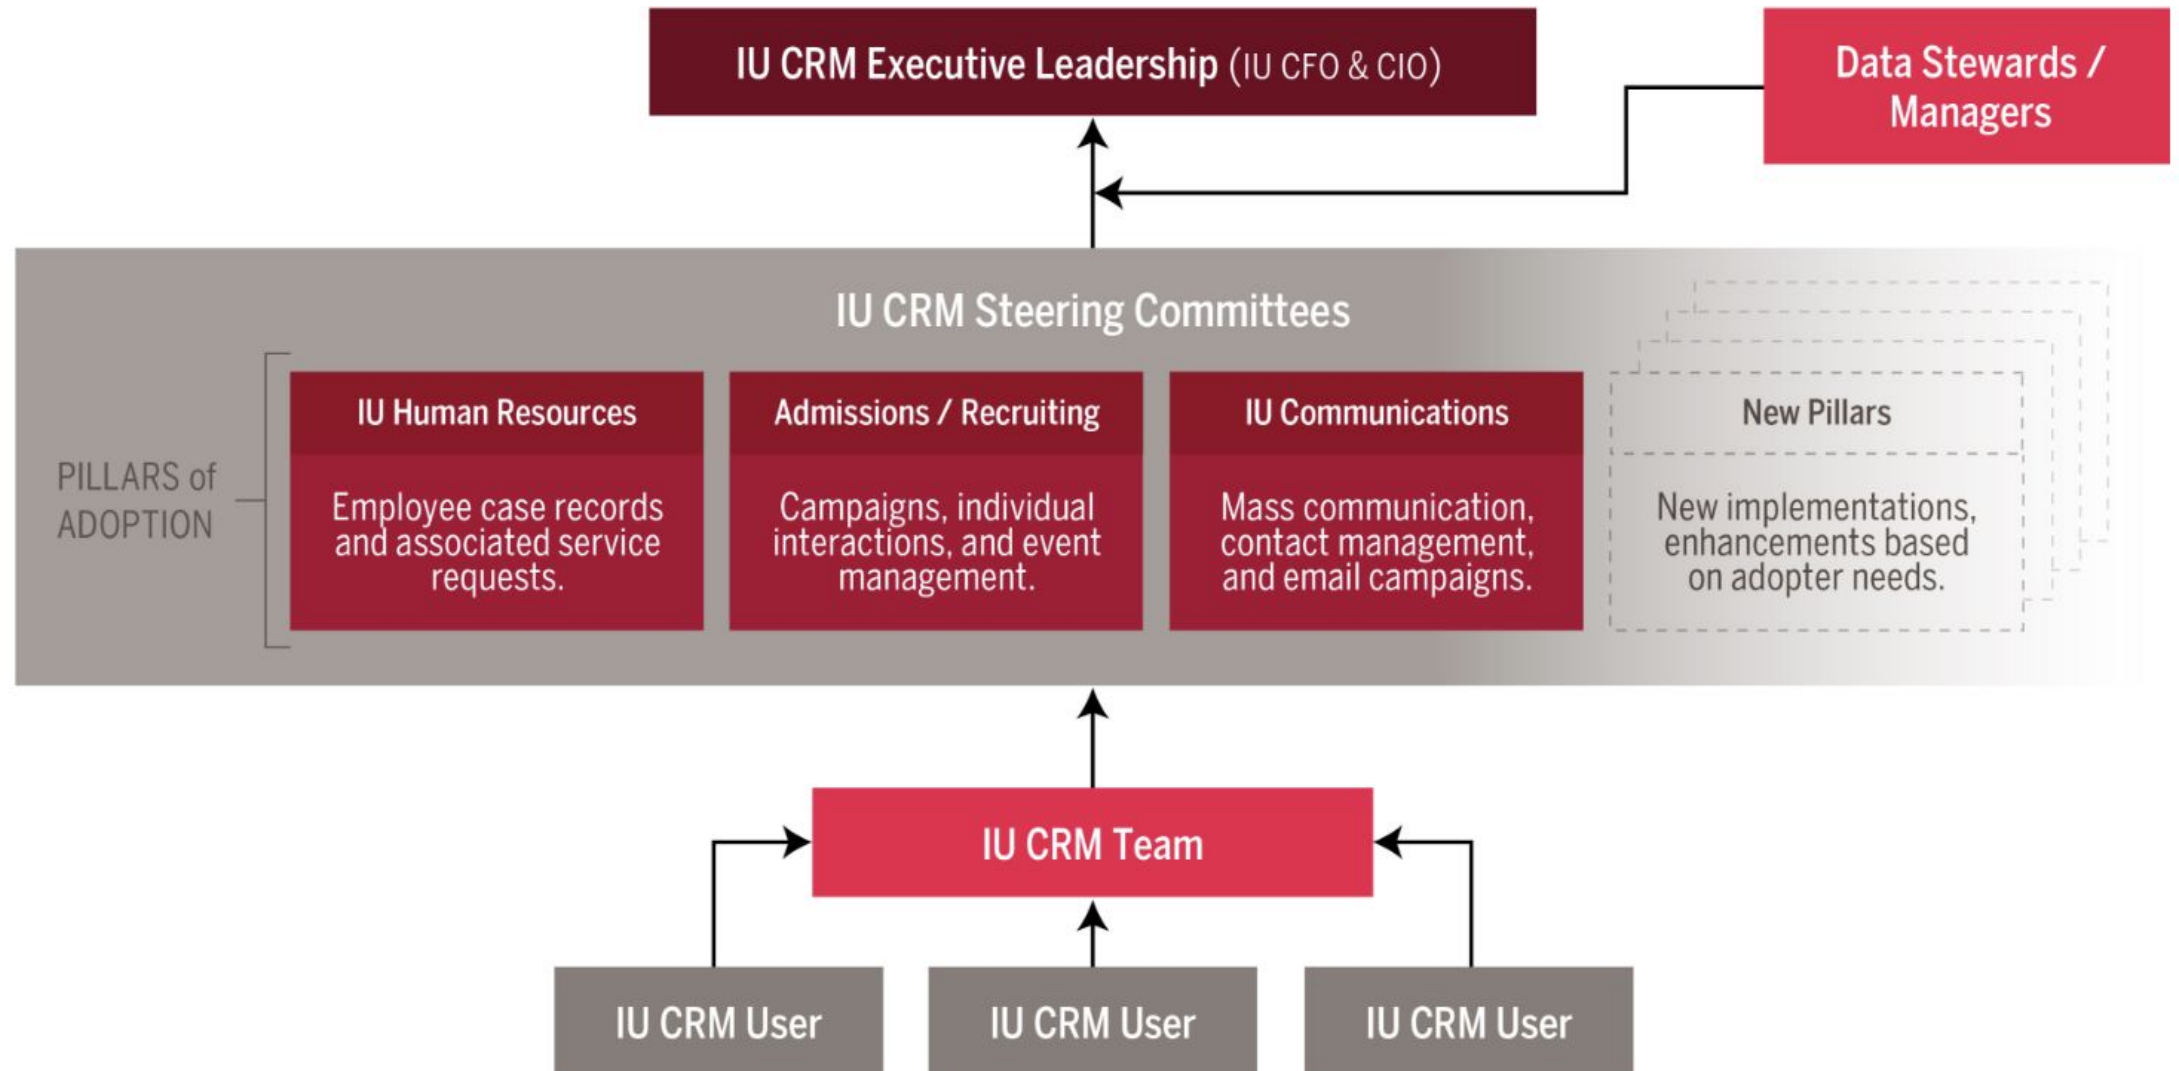 IU CRM Executive Leadership (IU CFO & CIO)
Data Stewards /
Managers
IU CRM Steering Committees
PILLARS of
ADOPTION
IU Human Resources
Employee case records
and associated service
requests.
Admissions / Recruiting
Campaigns, individual
interactions, and event
management.
IU Communications
Mass communication,
contact management,
and email campaigns.
New Pillars
New implementations,
enhancements based
on adopter needs.
IU CRM Team
IU CRM User
IU CRM User
IU CRM User